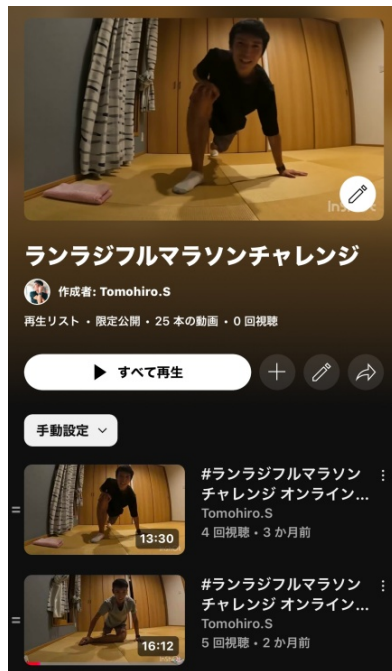 ランラジフルマラソンチャレンジ
作成者: Tomohiro.S
再生リスト・限定公開・25 本の動画・0 回視聴
すべて再生
手動設定
#ランラジフルマラソン
チャレンジ オンライン...
Tomohiro.S
4 回視聴・3 か月前
13:30
#ランラジフルマラソン
チャレンジ オンライン...
Tomohiro.S
5 回視聴・2 か月前
16:12